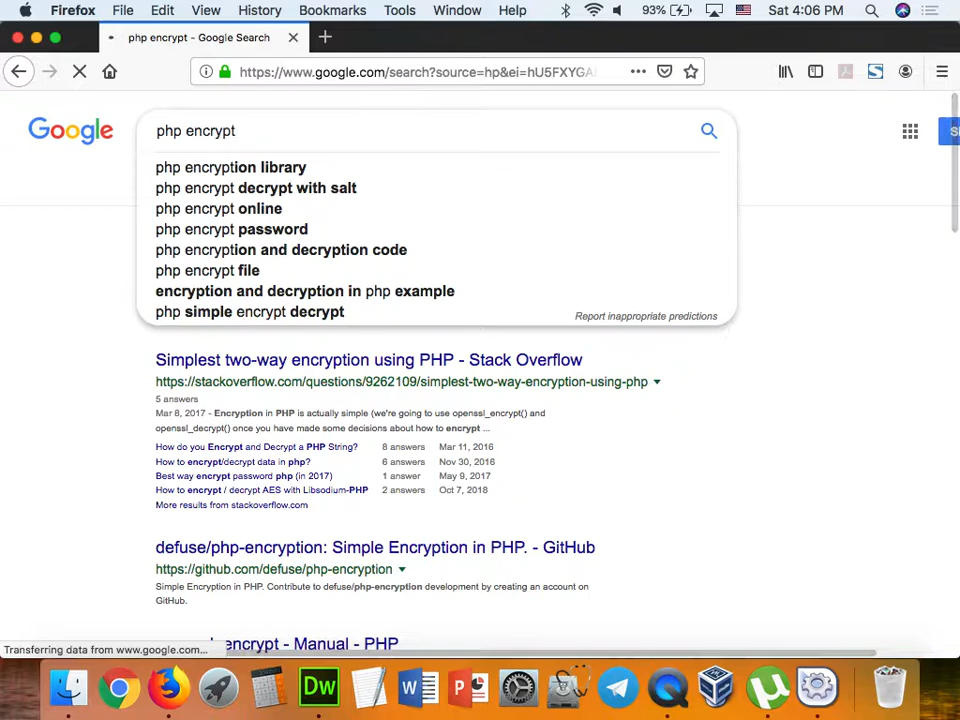 Firefox File Edit View History Bookmarks Tools Window Help 93% Sat 4:06 PM
php encrypt - Google Search
https://www.google.com/search?source=hp&ei=hU5FXYGA
Google
php encrypt
php encryption library
php encrypt decrypt with salt
php encrypt online
php encrypt password
php encryption and decryption code
php encrypt file
encryption and decryption in php example
php simple encrypt decrypt
Report inappropriate predictions
Simplest two-way encryption using PHP - Stack Overflow
https://stackoverflow.com/questions/9262109/simplest-two-way-encryption-using-php
5 answers
Mar 8, 2017 - Encryption in PHP is actually simple (we're going to use openssl_encrypt() and
openssl_decrypt() once you have made some decisions about how to encrypt ...
How do you Encrypt and Decrypt a PHP String? 8 answers Mar 11, 2016
How to encrypt/decrypt data in php? 6 answers Nov 30, 2016
Best way encrypt password php (in 2017) 1 answer May 9, 2017
How to encrypt / decrypt AES with Libsodium-PHP 2 answers Oct 7, 2018
More results from stackoverflow.com
defuse/php-encryption: Simple Encryption in PHP. - GitHub
https://github.com/defuse/php-encryption
Simple Encryption in PHP. Contribute to defuse/php-encryption development by creating an account on
GitHub.
encrypt - Manual - PHP
Transferring data from www.google.com...
Dw W P